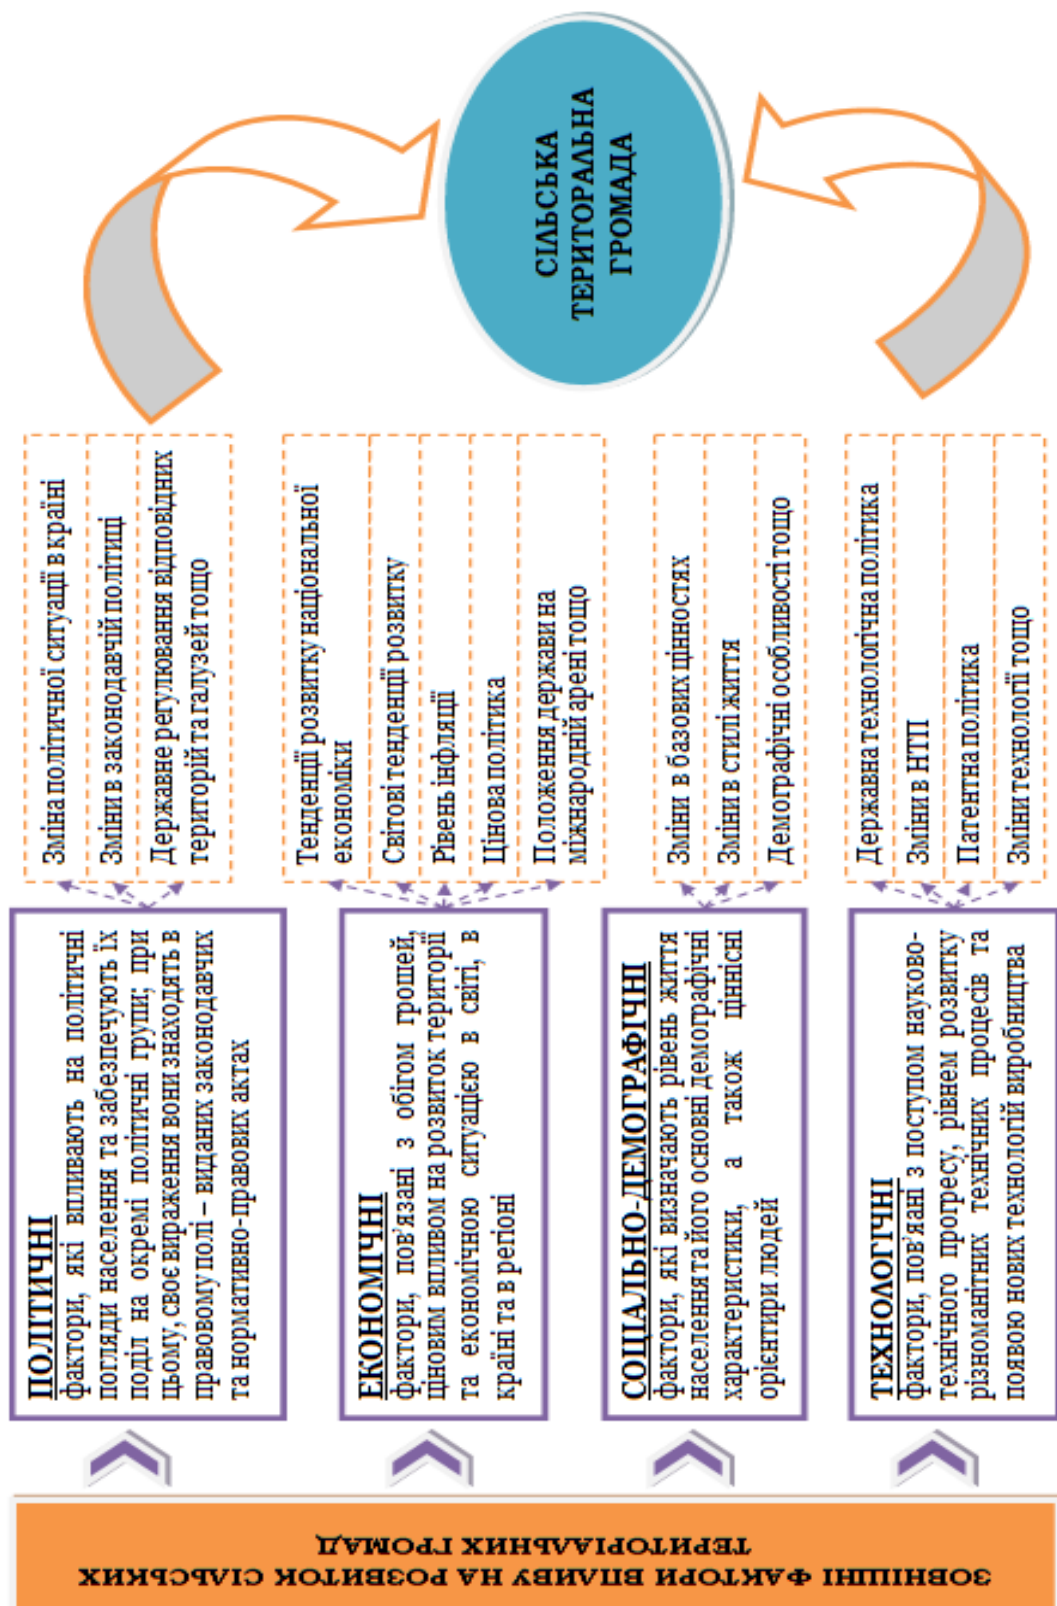 ЗОВНІШНІ ФАКТОРИ ВПЛИВУ НА РОЗВИТОК СІЛЬСЬКИХ
ТЕРИТОРІАЛЬНИХ ГРОМАД
ПОЛІТИЧНІ
фактори, які впливають на політичні
погляди населення та забезпечують їх
поділ на окремі політичні групи; при
цьому, своє вираження вони знаходять в
правовому полі – виданих законодавчих
та нормативно-правових актах
Зміна політичної ситуації в країні
Зміни в законодавчій політиці
Державне регулювання відповідних
територій та галузей тощо
ЕКОНОМІЧНІ
фактори, пов’язані з обігом грошей,
ціновим впливом на розвиток території
та економічною ситуацією в світі, в
країні та в регіоні
Тенденції розвитку національної
економіки
Світові тенденції розвитку
Рівень інфляції
Цінова політика
Положення держави на
міжнародній арені тощо
СОЦІАЛЬНО-ДЕМОГРАФІЧНІ
фактори, які визначають рівень життя
населення та його основні демографічні
характеристики, а також ціннісні
орієнтири людей
Зміни в базових цінностях
Зміни в стилі життя
Демографічні особливості тощо
ТЕХНОЛОГІЧНІ
фактори, пов’яані з поступом науково-
технічного прогресу, рівнем розвитку
різноманітних технічних процесів та
появою нових технологій виробництва
Державна технологічна політика
Зміни в НТП
Патентна політика
Зміни технології тощо
СІЛЬСЬКА
ТЕРИТОРАЛЬНА
ГРОМАДА